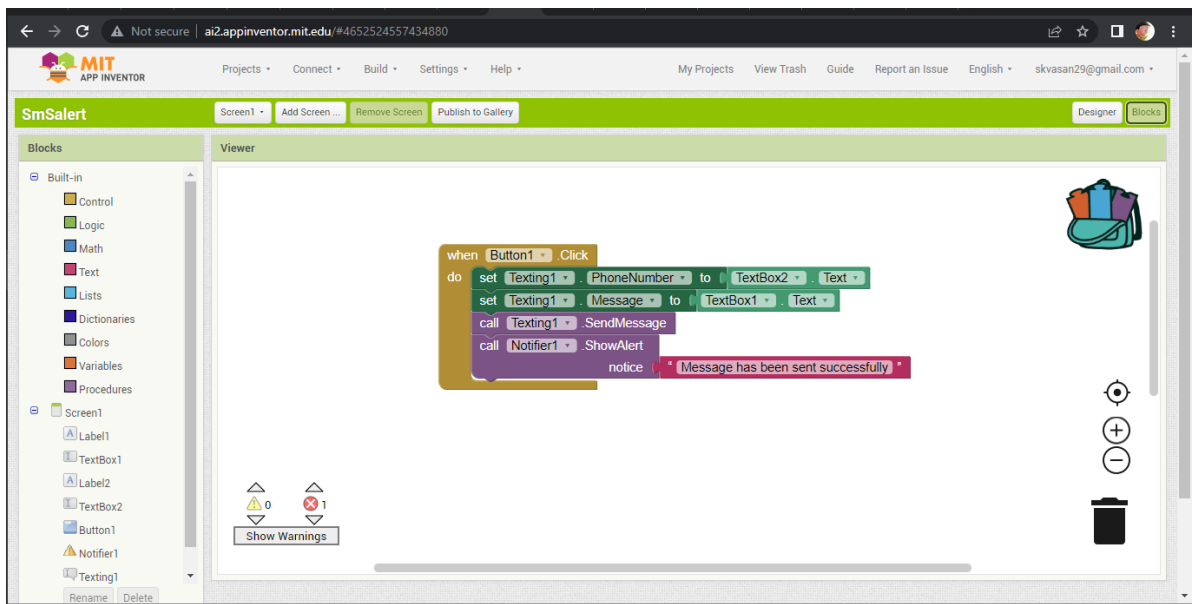 Not secure | ai2.appinventor.mit.edu/#4652524557434880
MIT
APP INVENTOR
Projects Connect Build Settings Help My Projects View Trash Guide Report an Issue English skvasan29@gmail.com
SmSalert Screen1 Add Screen ... Remove Screen Publish to Gallery Designer Blocks
Blocks Viewer
Built-in
Control
Logic
Math
Text
Lists
Dictionaries
Colors
Variables
Procedures
Screen1
Label1
TextBox1
Label2
TextBox2
Button1
Notifier1
Texting1
Rename Delete
when Button1 .Click
do set Texting1 . PhoneNumber to TextBox2 . Text
set Texting1 . Message to TextBox1 . Text
call Texting1 .SendMessage
call Notifier1 .ShowAlert
notice " Message has been sent successfully "
0 1
Show Warnings